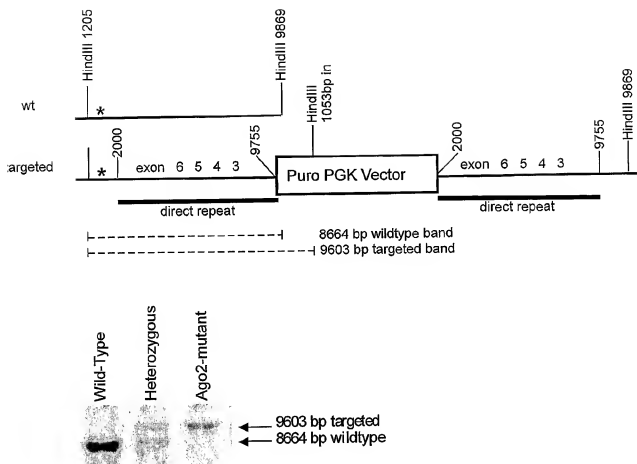 HindIII 1205
HindIII 9869
wt
*
HindIII
1053bp in
HindIII 9869
targeted
*
2000
exon 6 5 4 3
9755
Puro PGK Vector
2000
exon 6 5 4 3
9755
direct repeat
direct repeat
8664 bp wildtype band
9603 bp targeted band
Wild-Type
Heterozygous
Ago2-mutant
9603 bp targeted
8664 bp wildtype